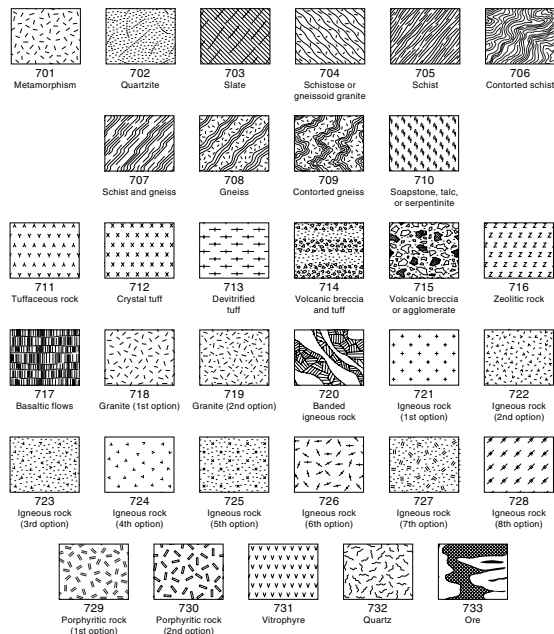 701 702 703 704 705 706
Metamorphism Quartzite Slate Schistose or gneissoid granite Schist Contorted schist
707 708 709 710
Schist and gneiss Gneiss Contorted gneiss Soapstone, talc, or serpentinite
711 712 713 714 715 716
Tuffaceous rock Crystal tuff Devitrified tuff Volcanic breccia and tuff Volcanic breccia or agglomerate Zeolitic rock
717 718 719 720 721 722
Basaltic flows Granite (1st option) Granite (2nd option) Banded igneous rock Igneous rock (1st option) Igneous rock (2nd option)
723 724 725 726 727 728
Igneous rock (3rd option) Igneous rock (4th option) Igneous rock (5th option) Igneous rock (6th option) Igneous rock (7th option) Igneous rock (8th option)
729 730 731 732 733
Porphyritic rock (1st option) Porphyritic rock (2nd option) Vitrophyre Quartz Ore